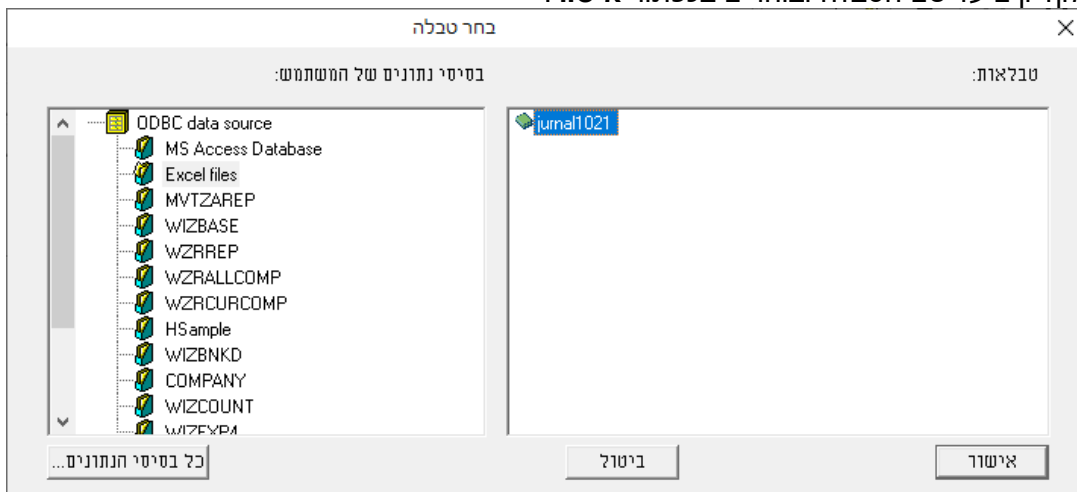 בחר טבלה
טבלאות:
בסיסי נתונים של המשתמש:
jurnal1021
ODBC data source
MS Access Database
Excel files
MVTZAREP
WIZBASE
WZRREP
WZRALLCOMP
WZRCURCOMP
HSample
WIZBNKD
COMPANY
WIZCOUNT
WIZEXP4
אישור
ביטול
כל בסיסי הנתונים...